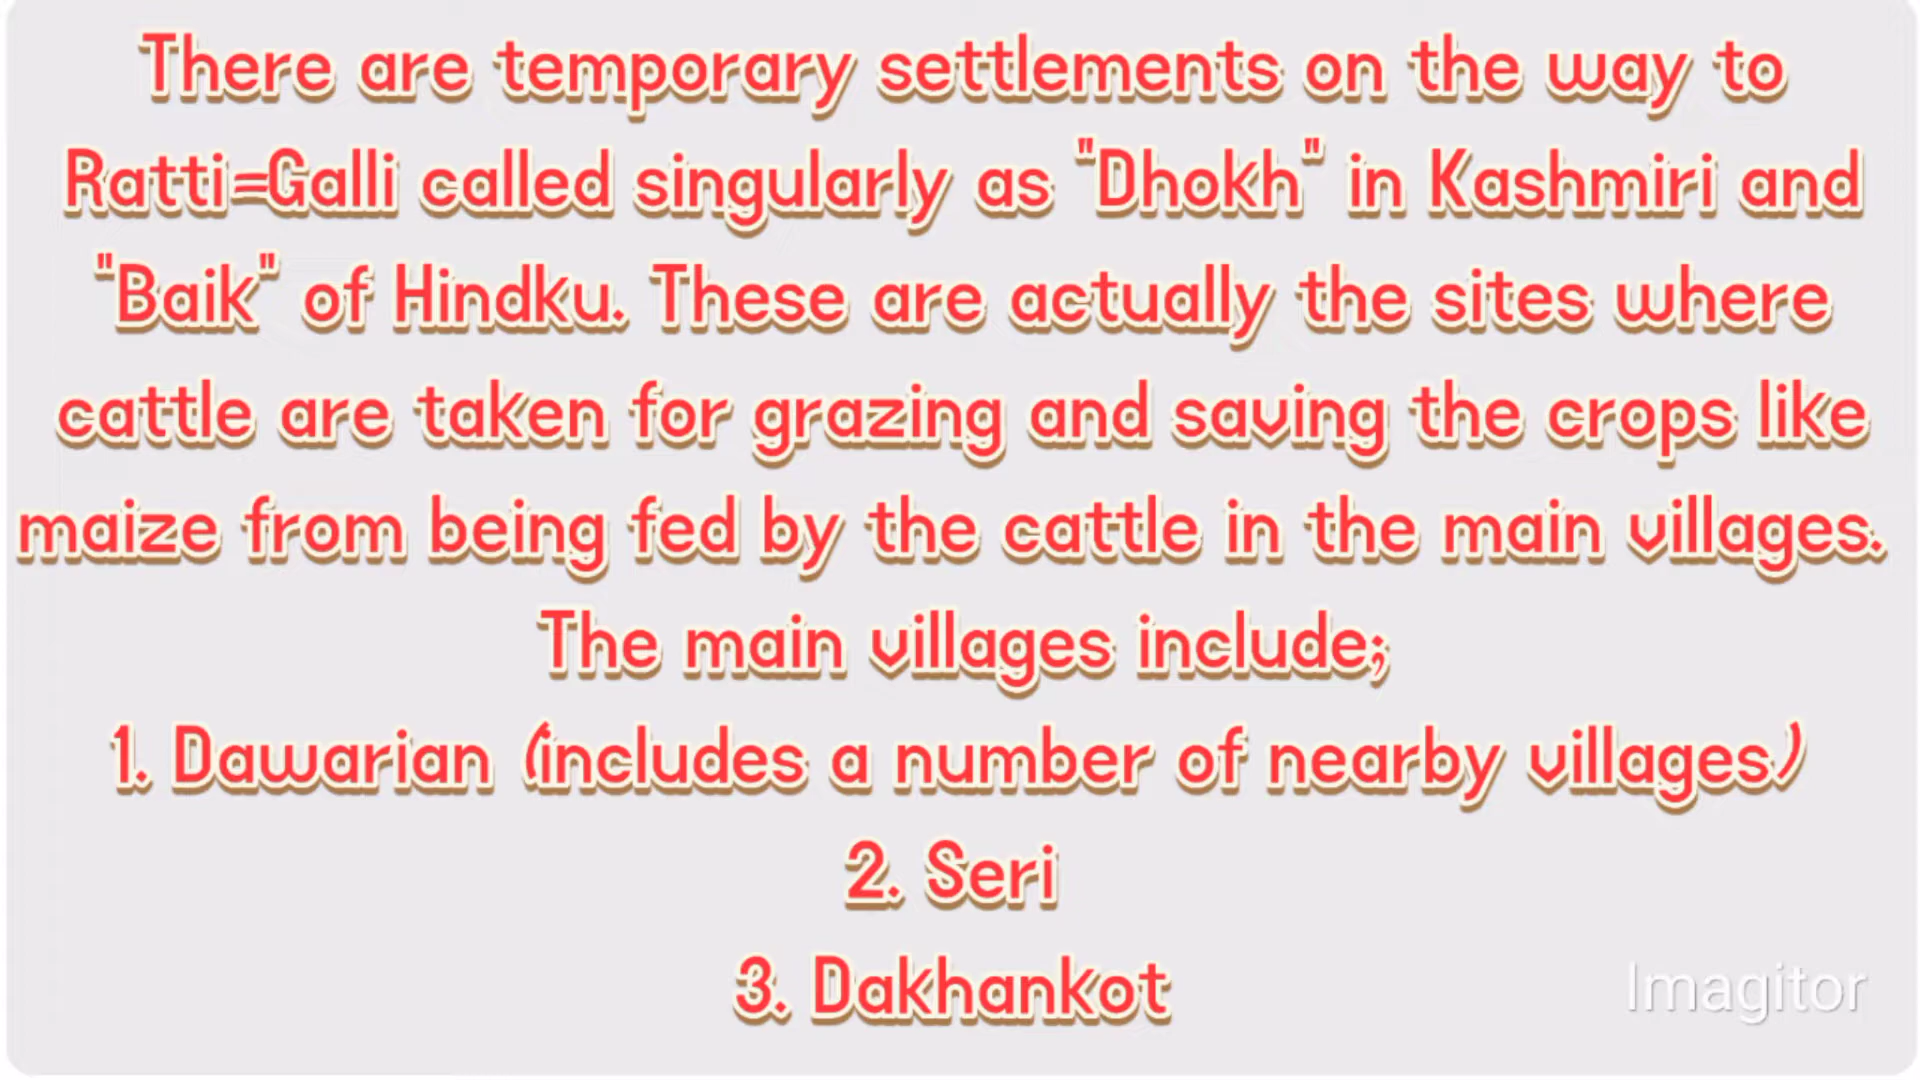 There are temporary settlements on the way to
Ratti=Galli called singularly as "Dhokh" in Kashmiri and
"Baik" of Hindku. These are actually the sites where
cattle are taken for grazing and saving the crops like
maize from being fed by the cattle in the main villages.
The main villages include;
1. Dawarian (includes a number of nearby villages)
2. Seri
3. Dakhankot
Imagitor